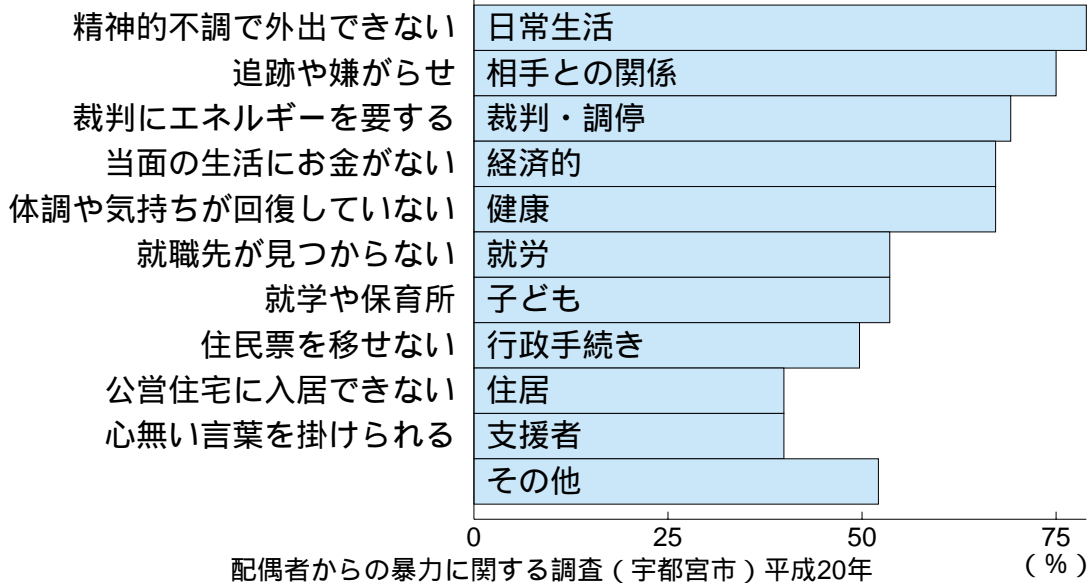 精神的不調で外出できない 日常生活
追跡や嫌がらせ 相手との関係
裁判にエネルギーを要する 裁判・調停
当面の生活にお金がない 経済的
体調や気持ちが回復していない 健康
就職先が見つからない 就労
就学や保育所 子ども
住民票を移せない 行政手続き
公営住宅に入居できない 住居
心無い言葉を掛けられる 支援者
その他
0 25 50 75
配偶者からの暴力に関する調査(宇都宮市)平成20年 (%)